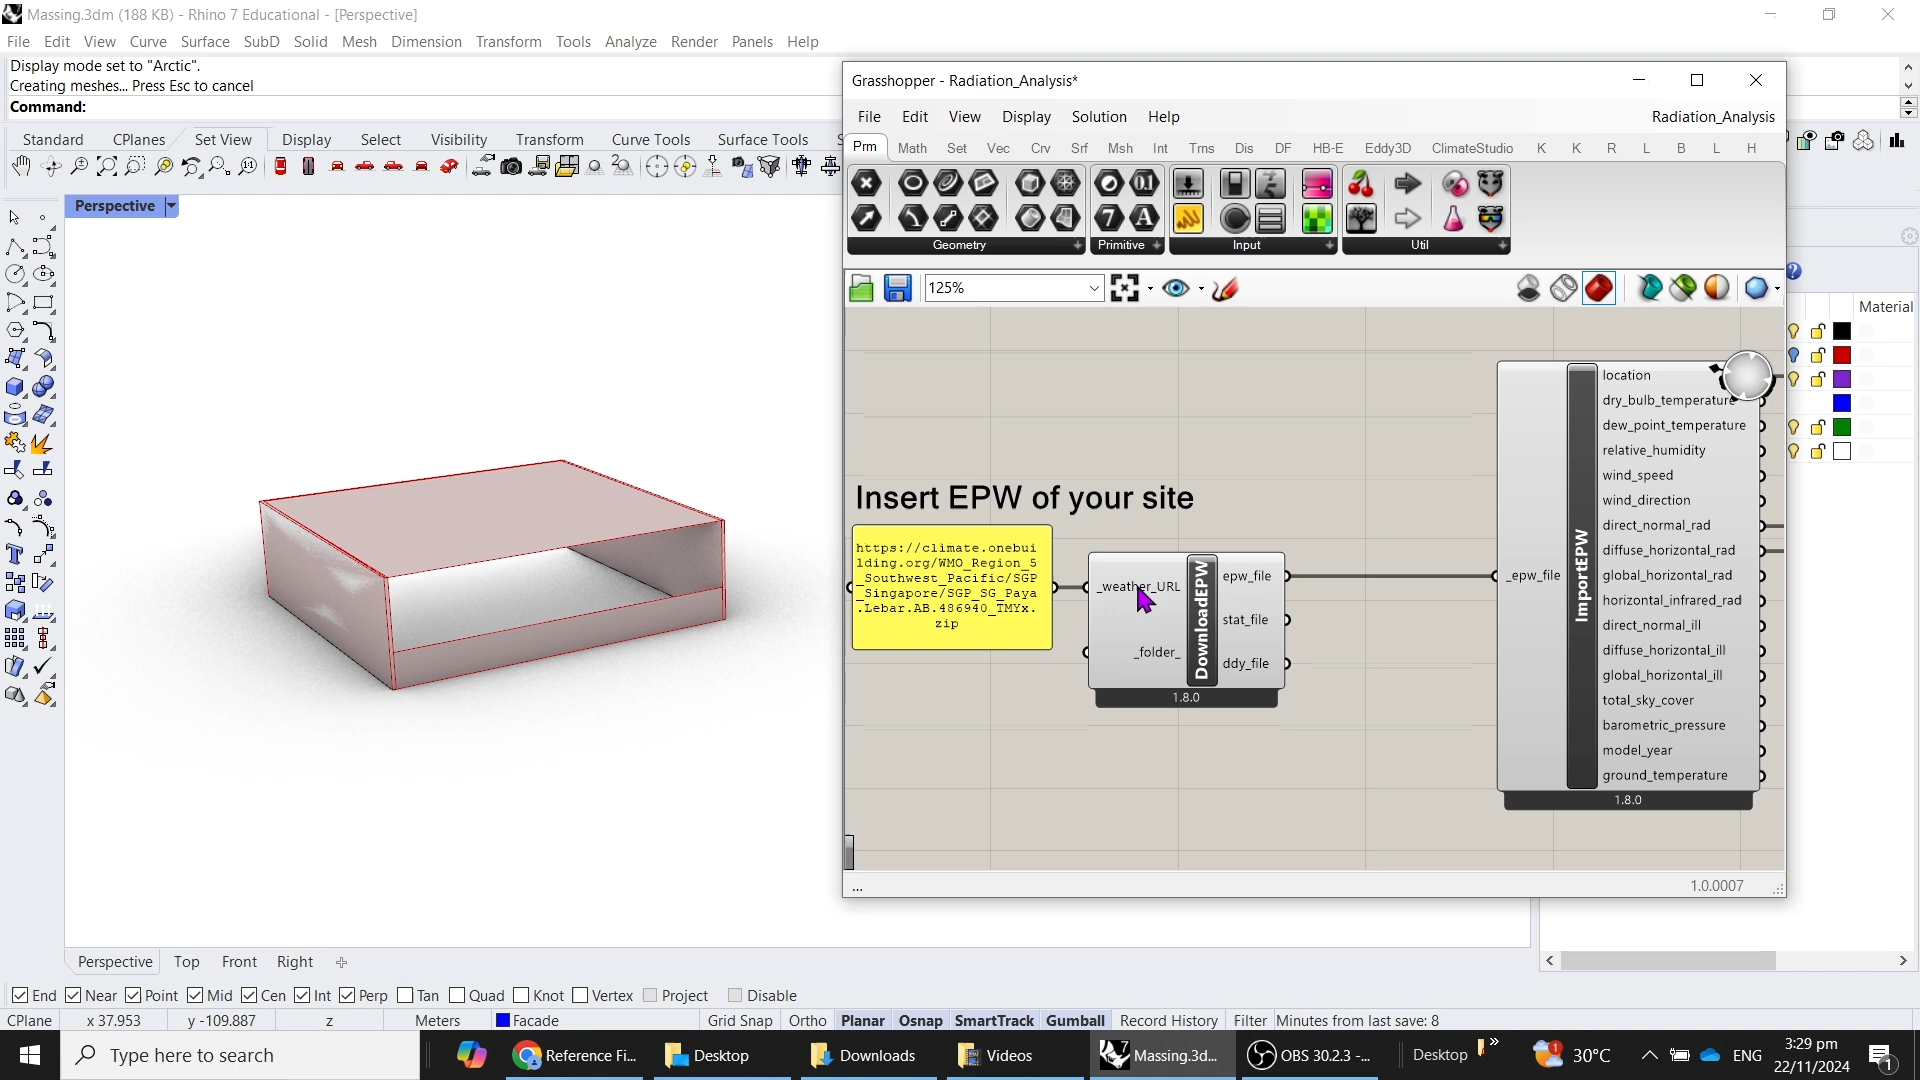 Massing.3dm (188 KB) - Rhino 7 Educational - [Perspective]
File Edit View Curve Surface SubD Solid Mesh Dimension Transform Tools Analyze Render Panels Help
Display mode set to "Arctic".
Creating meshes... Press Esc to cancel
Command:
Standard CPlanes Set View Display Select Visibility Transform Curve Tools Surface Tools
Perspective
Grasshopper - Radiation_Analysis*
File Edit View Display Solution Help Radiation_Analysis
Prm Math Set Vec Crv Srf Msh Int Trns Dis DF HB-E Eddy3D ClimateStudio K K R L B L H
Geometry Primitive Input Util
125%
Material
Insert EPW of your site
https://climate.onebui
lding.org/WMO_Region_5
_Southwest_Pacific/SGP
_Singapore/SGP_SG_Paya
.Lebar.AB.486940_TMYx.
zip
_weather_URL
_folder_
DownloadEPW
epw_file
stat_file
ddy_file
1.8.0
_epw_file
ImportEPW
location
dry_bulb_temperature
dew_point_temperature
relative_humidity
wind_speed
wind_direction
direct_normal_rad
diffuse_horizontal_rad
global_horizontal_rad
horizontal_infrared_rad
direct_normal_ill
diffuse_horizontal_ill
global_horizontal_ill
total_sky_cover
barometric_pressure
model_year
ground_temperature
1.8.0
...
1.0.0007
Perspective Top Front Right
End Near Point Mid Cen Int Perp Tan Quad Knot Vertex Project Disable
CPlane x 37.953 y -109.887 z Meters Facade Grid Snap Ortho Planar Osnap SmartTrack Gumball Record History Filter Minutes from last save: 8
Type here to search
Reference Fi...
Desktop
Downloads
Videos
Massing.3d...
OBS 30.2.3 -...
Desktop
30°C
ENG
3:29 pm
22/11/2024
1